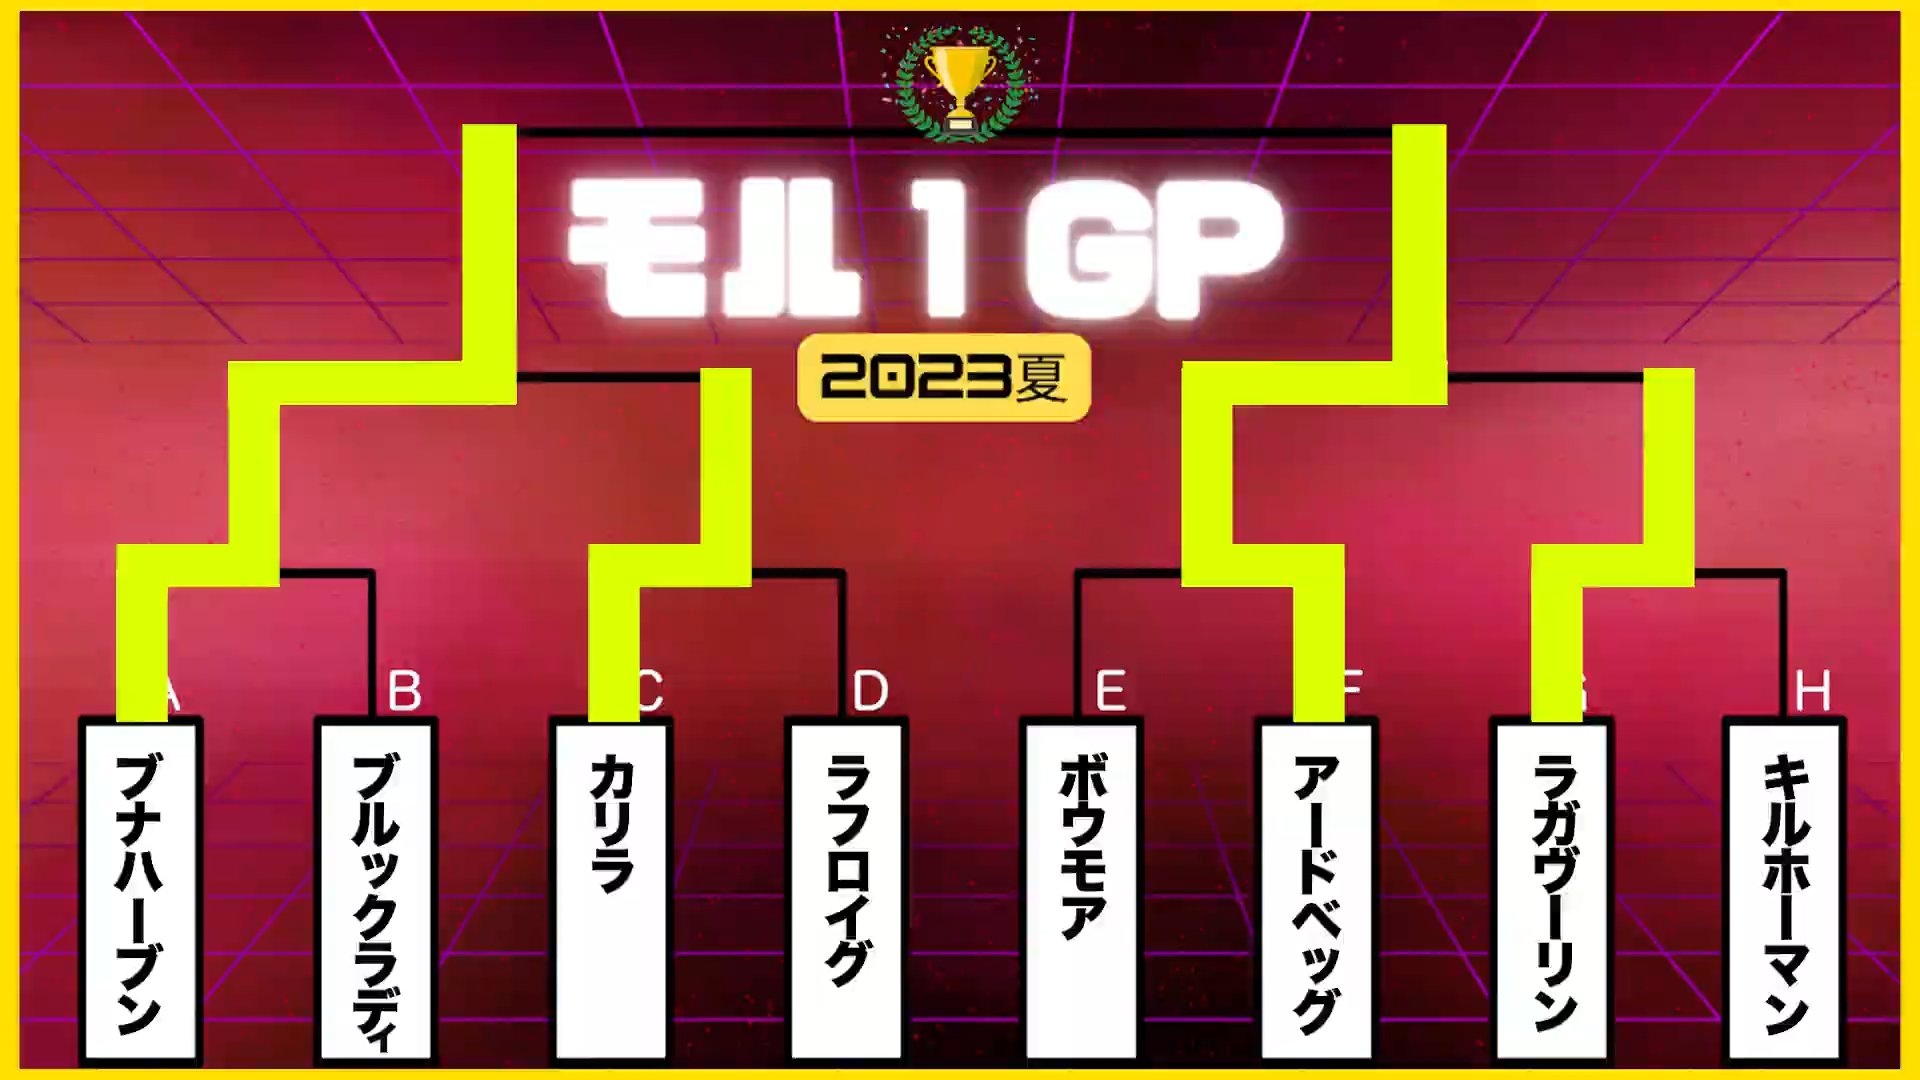 モル1GP
2023夏
A
B
C
D
E
F
G
H
ブナハーブン
ブルックラディ
カリラ
ラフロイグ
ボウモア
アードベッグ
ラガヴーリン
キルホーマン